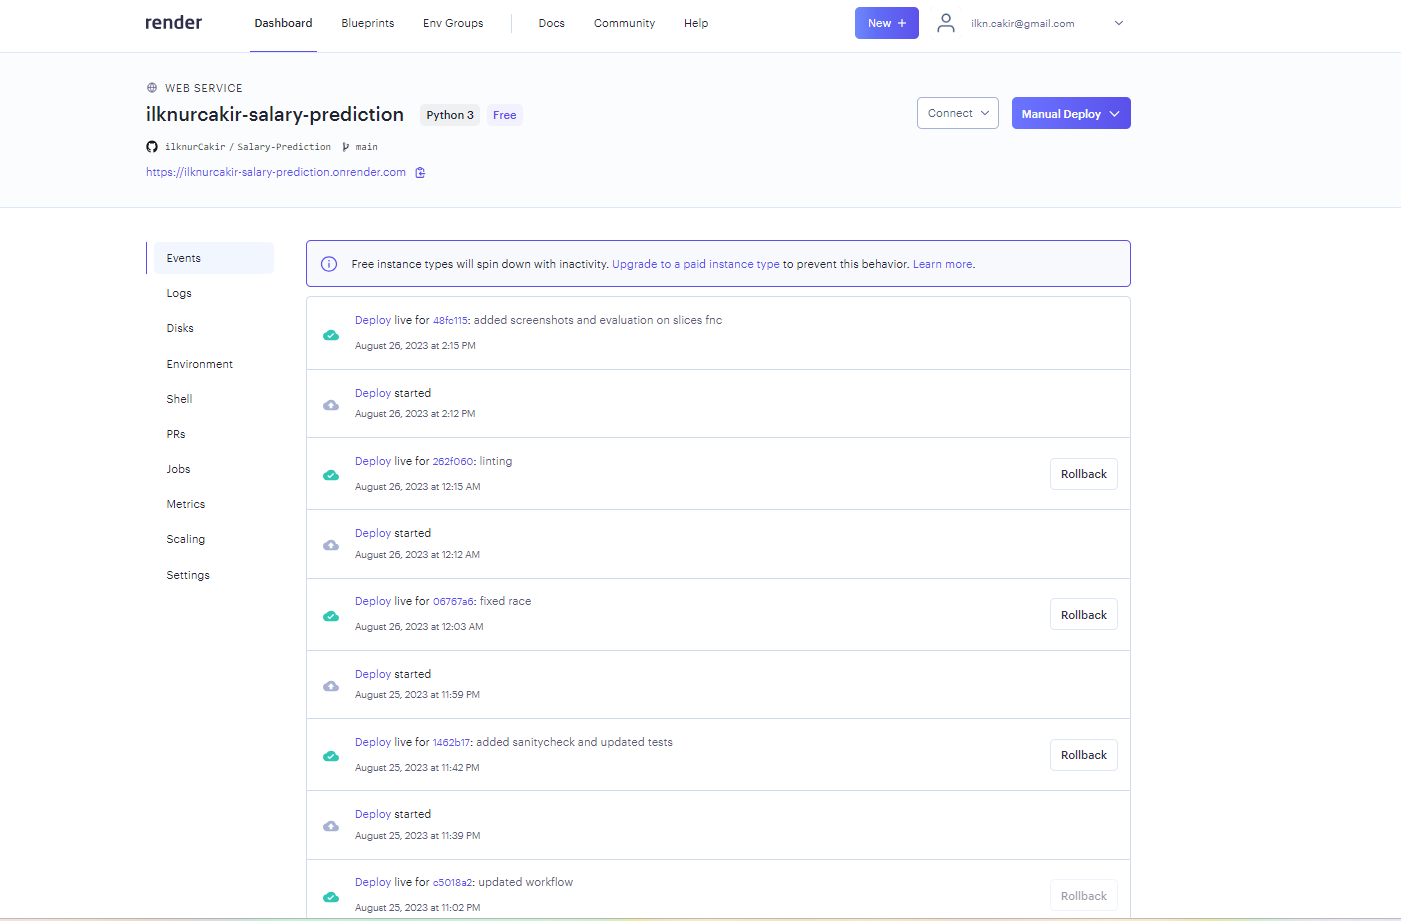 render Dashboard Blueprints Env Groups Docs Community Help New + ilkn.cakir@gmail.com
WEB SERVICE
ilknurcakir-salary-prediction Python 3 Free Connect Manual Deploy
ilknurCakir / Salary-Prediction main
https://ilknurcakir-salary-prediction.onrender.com
Events
Logs
Disks
Environment
Shell
PRs
Jobs
Metrics
Scaling
Settings
Free instance types will spin down with inactivity. Upgrade to a paid instance type to prevent this behavior. Learn more.
Deploy live for 48fc115: added screenshots and evaluation on slices fnc
August 26, 2023 at 2:15 PM
Deploy started
August 26, 2023 at 2:12 PM
Deploy live for 262f060: linting
August 26, 2023 at 12:15 AM
Rollback
Deploy started
August 26, 2023 at 12:12 AM
Deploy live for 06767a6: fixed race
August 26, 2023 at 12:03 AM
Rollback
Deploy started
August 25, 2023 at 11:59 PM
Deploy live for 1462b17: added sanitycheck and updated tests
August 25, 2023 at 11:42 PM
Rollback
Deploy started
August 25, 2023 at 11:39 PM
Deploy live for c5018a2: updated workflow
August 25, 2023 at 11:02 PM
Rollback